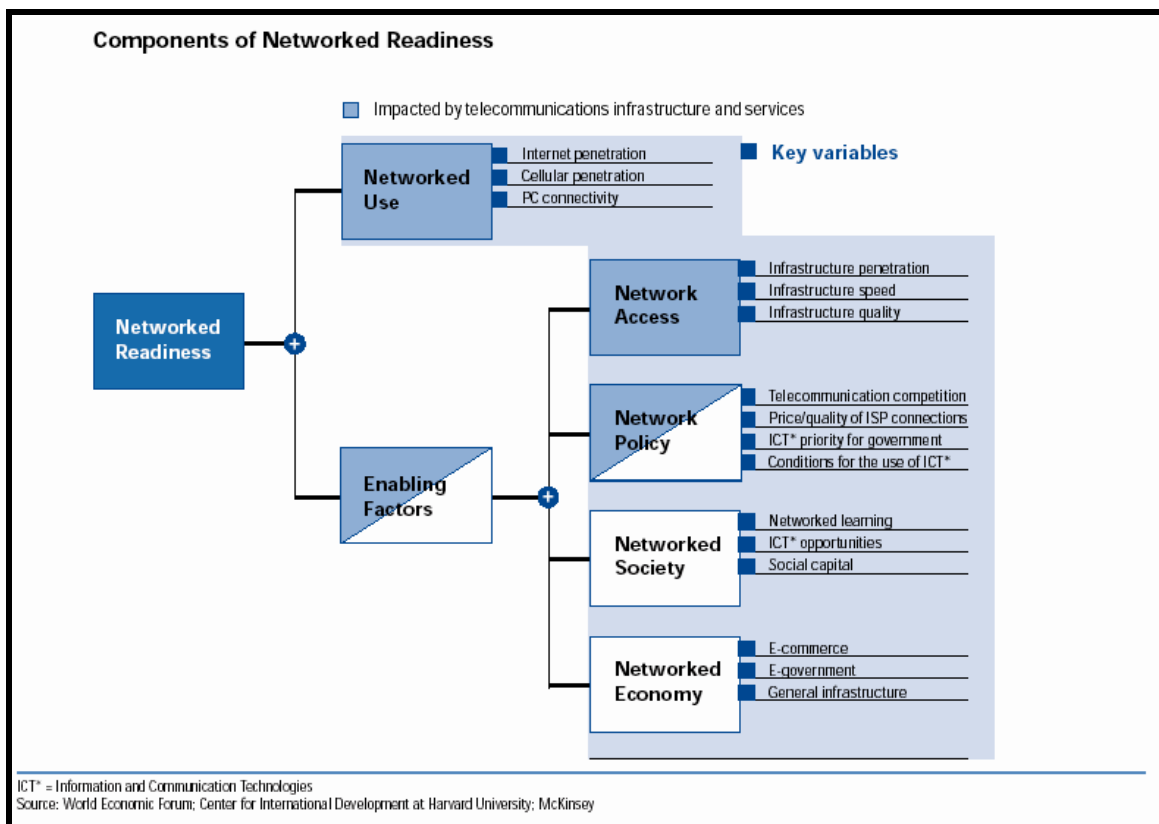 Components of Networked Readiness
Impacted by telecommunications infrastructure and services
Key variables
Networked
Use
Internet penetration
Cellular penetration
PC connectivity
Networked
Readiness
Network
Access
Infrastructure penetration
Infrastructure speed
Infrastructure quality
Network
Policy
Telecommunication competition
Price/quality of ISP connections
ICT* priority for government
Conditions for the use of ICT*
Enabling
Factors
Networked
Society
Networked learning
ICT* opportunities
Social capital
Networked
Economy
E-commerce
E-government
General infrastructure
ICT* = Information and Communication Technologies
Source: World Economic Forum; Center for International Development at Harvard University; McKinsey